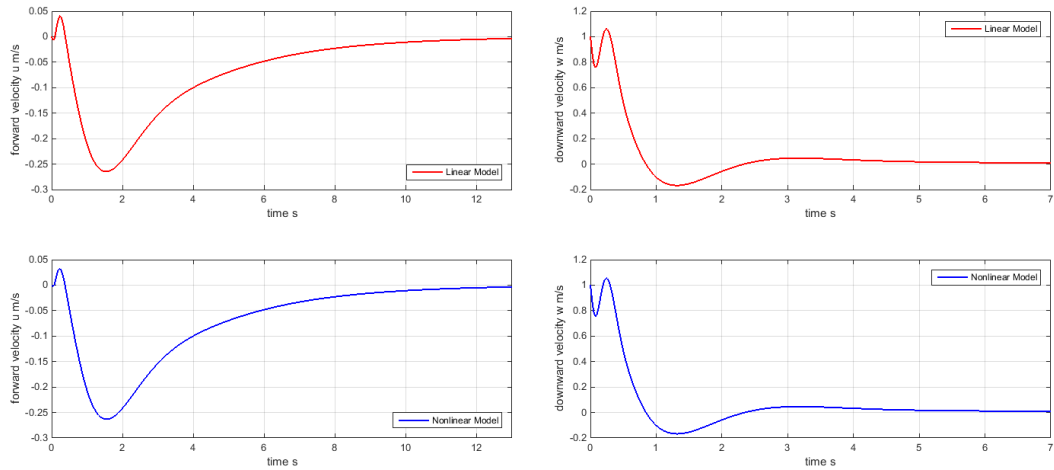 0.05
0
-0.05
-0.1
-0.15
-0.2
-0.25
-0.3
forward velocity u m/s
0 2 4 6 8 10 12
time s
Linear Model
1.2
1
0.8
0.6
0.4
0.2
0
-0.2
downward velocity w m/s
0 1 2 3 4 5 6 7
time s
Linear Model
0.05
0
-0.05
-0.1
-0.15
-0.2
-0.25
-0.3
forward velocity u m/s
0 2 4 6 8 10 12
time s
Nonlinear Model
1.2
1
0.8
0.6
0.4
0.2
0
-0.2
downward velocity w m/s
0 1 2 3 4 5 6 7
time s
Nonlinear Model